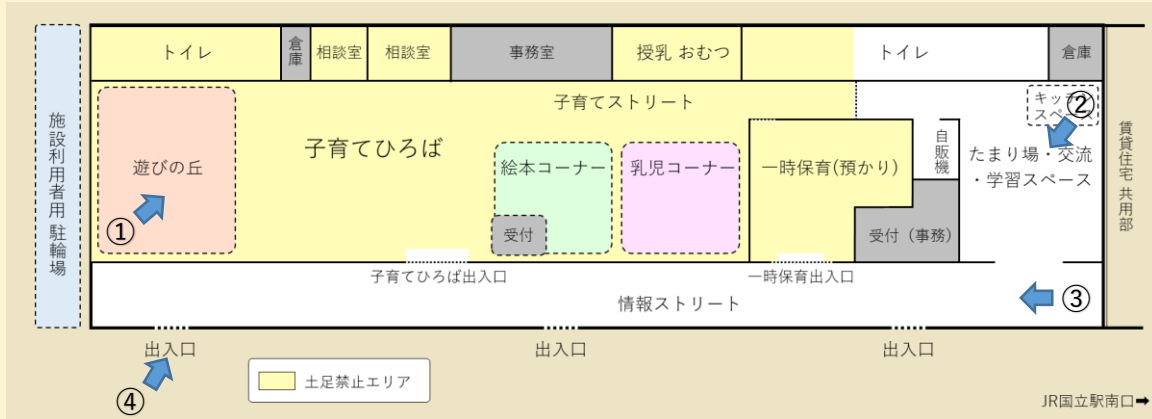 トイレ
倉庫
相談室
相談室
事務室
授乳 おむつ
トイレ
倉庫
子育てストリート
キッチン
スペース
②
施設利用者用 駐輪場
遊びの丘
①
子育てひろば
絵本コーナー
受付
乳児コーナー
一時保育(預かり)
自販機
たまり場・交流
・学習スペース
受付（事務）
賃貸住宅 共用部
子育てひろば出入口
一時保育出入口
情報ストリート
③
出入口
出入口
出入口
④
土足禁止エリア
JR国立駅南口➡